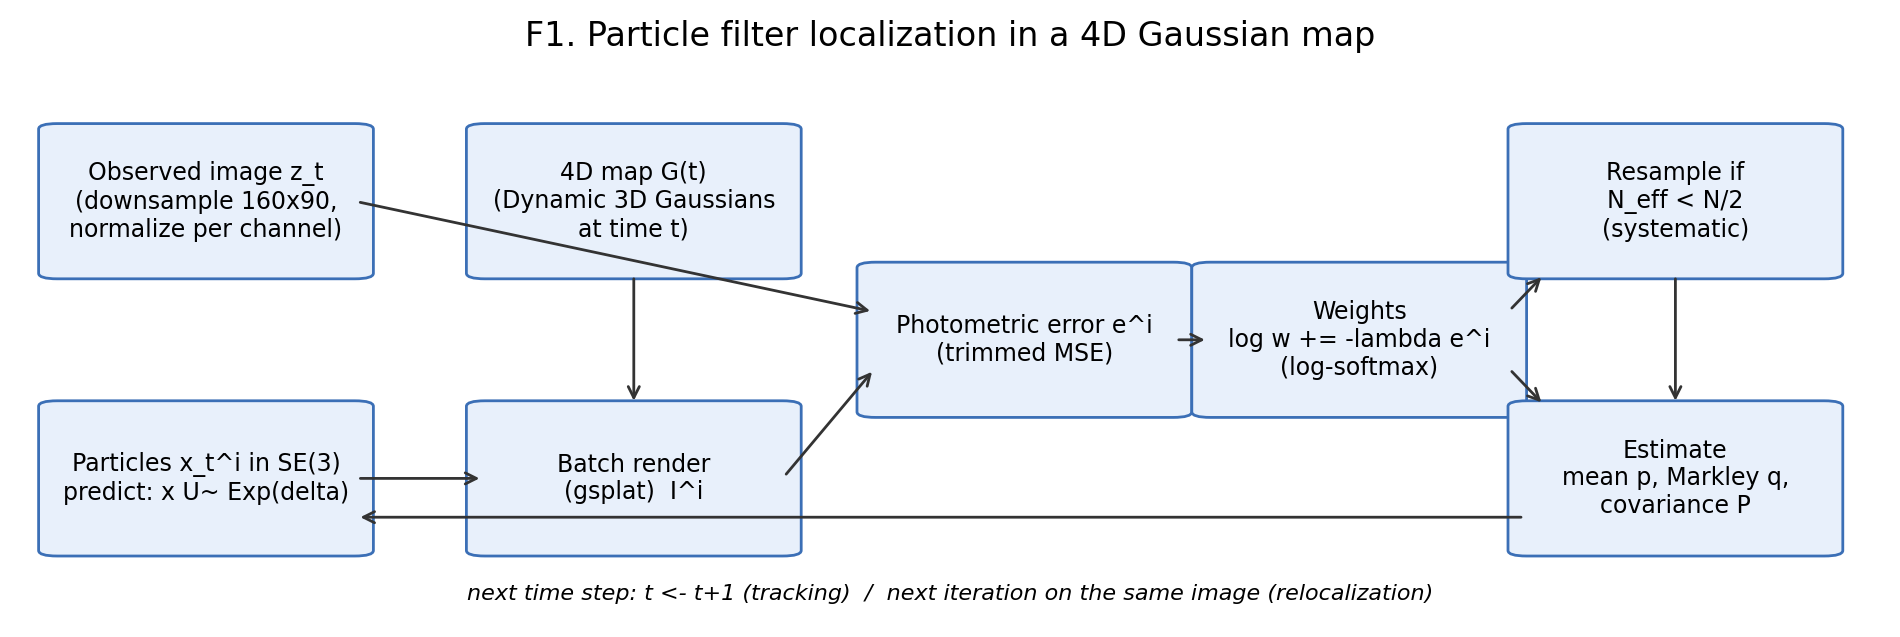 F1. Particle filter localization in a 4D Gaussian map
Observed image z_t
(downsample 160x90,
normalize per channel)
4D map G(t)
(Dynamic 3D Gaussians
at time t)
Resample if
N_eff < N/2
(systematic)
Photometric error e^i
(trimmed MSE)
Weights
log w += -lambda e^i
(log-softmax)
Particles x_t^i in SE(3)
predict: x U~ Exp(delta)
Batch render
(gsplat)  I^i
Estimate
mean p, Markley q,
covariance P
next time step: t <- t+1 (tracking)  /  next iteration on the same image (relocalization)